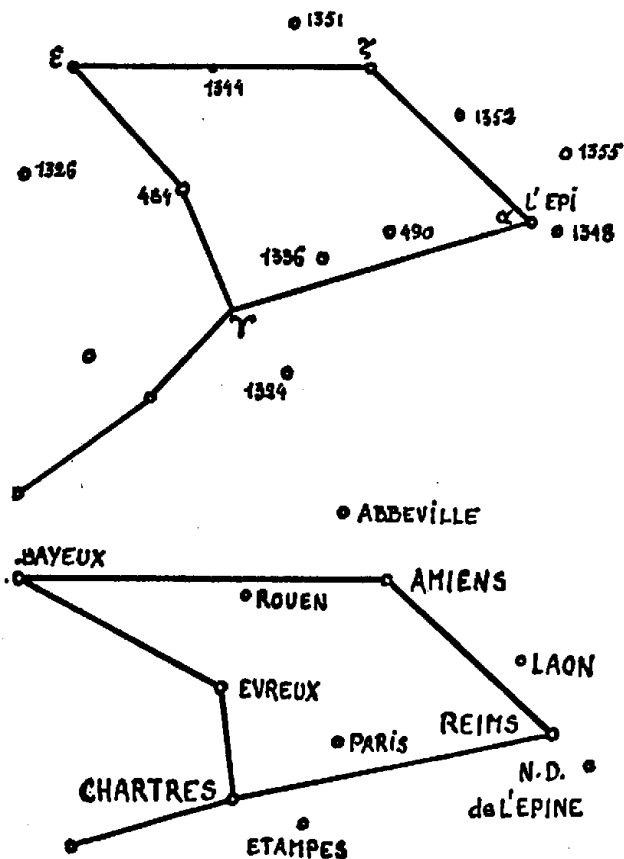 1351
ε ζ
1344
1352
1355
1326
484
α L'EPi
490 1348
1336
γ
1324
ABBEViLLE
BAYEUX
AMiENS
ROUEN
LAON
EVREUX
REiMS
PARiS
N.D.
CHARTRES
de L'EPiNE
ETAMPES